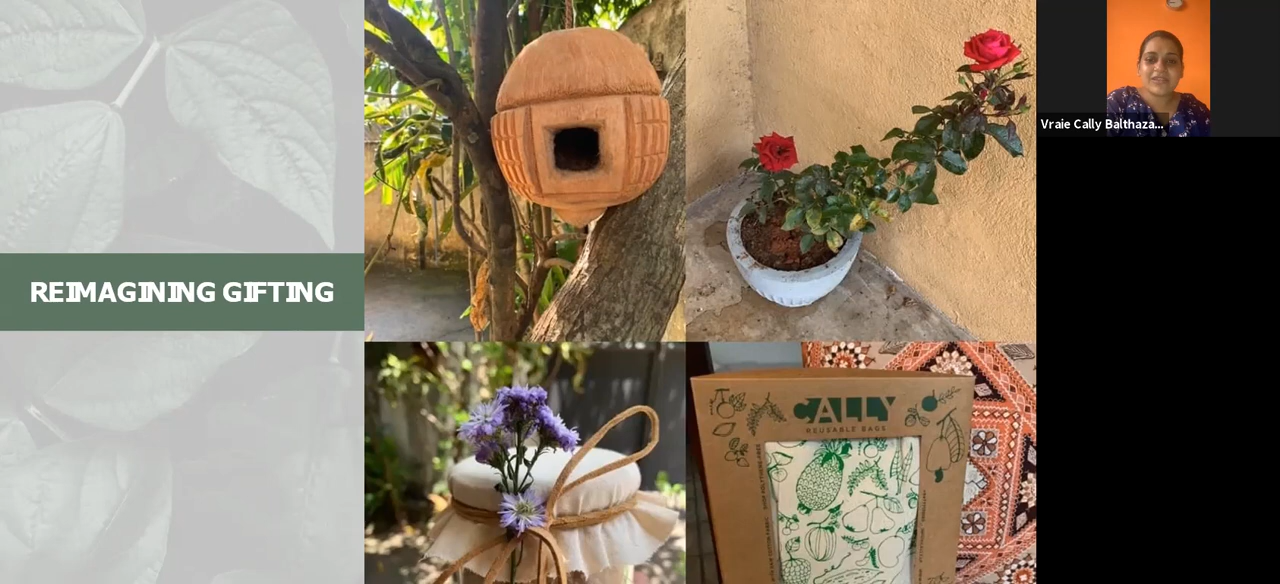 REIMAGINING GIFTING
Vraie Cally Balthaza...
CALLY
REUSABLE BAGS